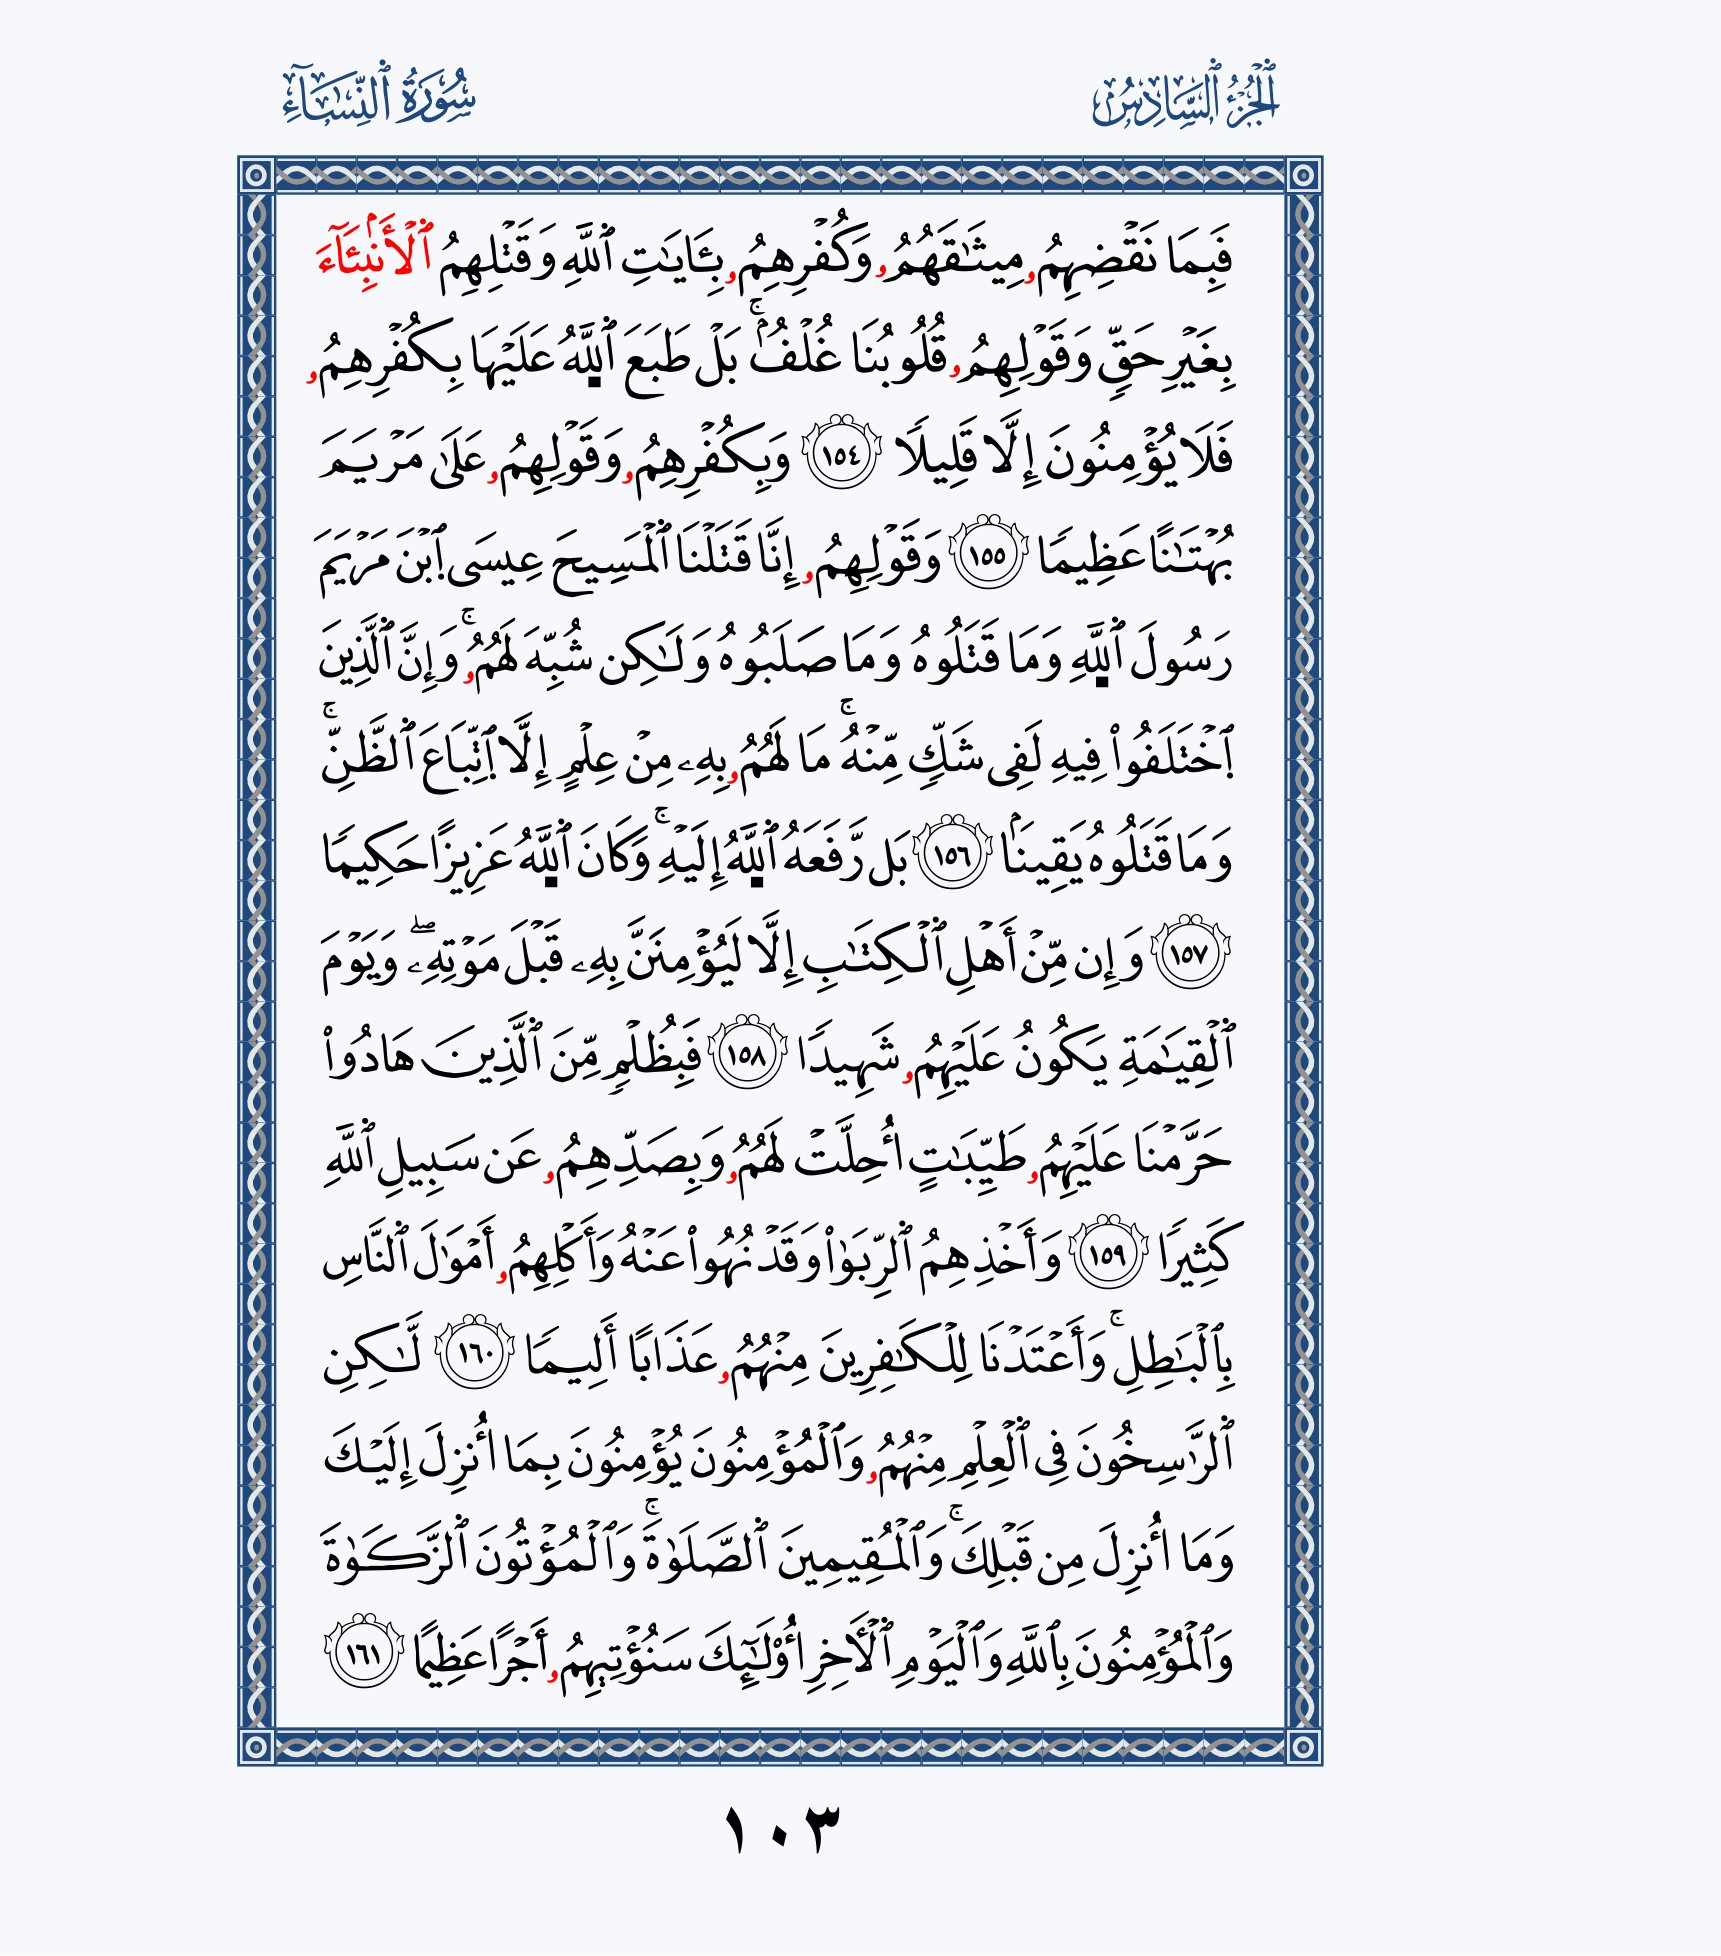 ٱلۡجُزۡءُ ٱلسَّادِسُ
سُورَةُ ٱلنِّسَآءِ
فَبِمَا نَقۡضِهِمُۥ مِيثَٰقَهُمُۥ وَكُفۡرِهِمُۥ بِـَٔايَٰتِ ٱللَّهِ وَقَتۡلِهِمُ ٱلۡأَنۢبِئَآءَ
بِغَيۡرِ حَقّٖ وَقَوۡلِهِمُۥ قُلُوبُنَا غُلۡفُۢۚ بَلۡ طَبَعَ ٱللَّهُ عَلَيۡهَا بِكُفۡرِهِمُۥ
فَلَا يُؤۡمِنُونَ إِلَّا قَلِيلٗا ١٥٤ وَبِكُفۡرِهِمُۥ وَقَوۡلِهِمُۥ عَلَىٰ مَرۡيَمَ
بُهۡتَٰنًا عَظِيمٗا ١٥٥ وَقَوۡلِهِمُۥ إِنَّا قَتَلۡنَا ٱلۡمَسِيحَ عِيسَى ٱبۡنَ مَرۡيَمَ
رَسُولَ ٱللَّهِ وَمَا قَتَلُوهُ وَمَا صَلَبُوهُ وَلَٰكِن شُبِّهَ لَهُمُۥۚ وَإِنَّ ٱلَّذِينَ
ٱخۡتَلَفُواْ فِيهِ لَفِى شَكّٖ مِّنۡهُۚ مَا لَهُمُۥ بِهِۦ مِنۡ عِلۡمٍ إِلَّا ٱتِّبَاعَ ٱلظَّنِّۚ
وَمَا قَتَلُوهُ يَقِينَۢا ١٥٦ بَل رَّفَعَهُ ٱللَّهُ إِلَيۡهِۚ وَكَانَ ٱللَّهُ عَزِيزًا حَكِيمٗا
١٥٧ وَإِن مِّنۡ أَهۡلِ ٱلۡكِتَٰبِ إِلَّا لَيُؤۡمِنَنَّ بِهِۦ قَبۡلَ مَوۡتِهِۦۖ وَيَوۡمَ
ٱلۡقِيَٰمَةِ يَكُونُ عَلَيۡهِمُۥ شَهِيدٗا ١٥٨ فَبِظُلۡمٖ مِّنَ ٱلَّذِينَ هَادُواْ
حَرَّمۡنَا عَلَيۡهِمُۥ طَيِّبَٰتٍ أُحِلَّتۡ لَهُمُۥ وَبِصَدِّهِمُۥ عَن سَبِيلِ ٱللَّهِ
كَثِيرٗا ١٥٩ وَأَخۡذِهِمُ ٱلرِّبَوٰاْ وَقَدۡ نُهُواْ عَنۡهُ وَأَكۡلِهِمُۥ أَمۡوَٰلَ ٱلنَّاسِ
بِٱلۡبَٰطِلِۚ وَأَعۡتَدۡنَا لِلۡكَٰفِرِينَ مِنۡهُمُۥ عَذَابًا أَلِيمٗا ١٦٠ لَّٰكِنِ
ٱلرَّٰسِخُونَ فِى ٱلۡعِلۡمِ مِنۡهُمُۥ وَٱلۡمُؤۡمِنُونَ يُؤۡمِنُونَ بِمَا أُنزِلَ إِلَيۡكَ
وَمَا أُنزِلَ مِن قَبۡلِكَۚ وَٱلۡمُقِيمِينَ ٱلصَّلَوٰةَۚ وَٱلۡمُؤۡتُونَ ٱلزَّكَوٰةَ
وَٱلۡمُؤۡمِنُونَ بِٱللَّهِ وَٱلۡيَوۡمِ ٱلۡأَخِرِ أُوْلَٰٓئِكَ سَنُؤۡتِيهِمُۥ أَجۡرًا عَظِيمًا ١٦١
١٠٣